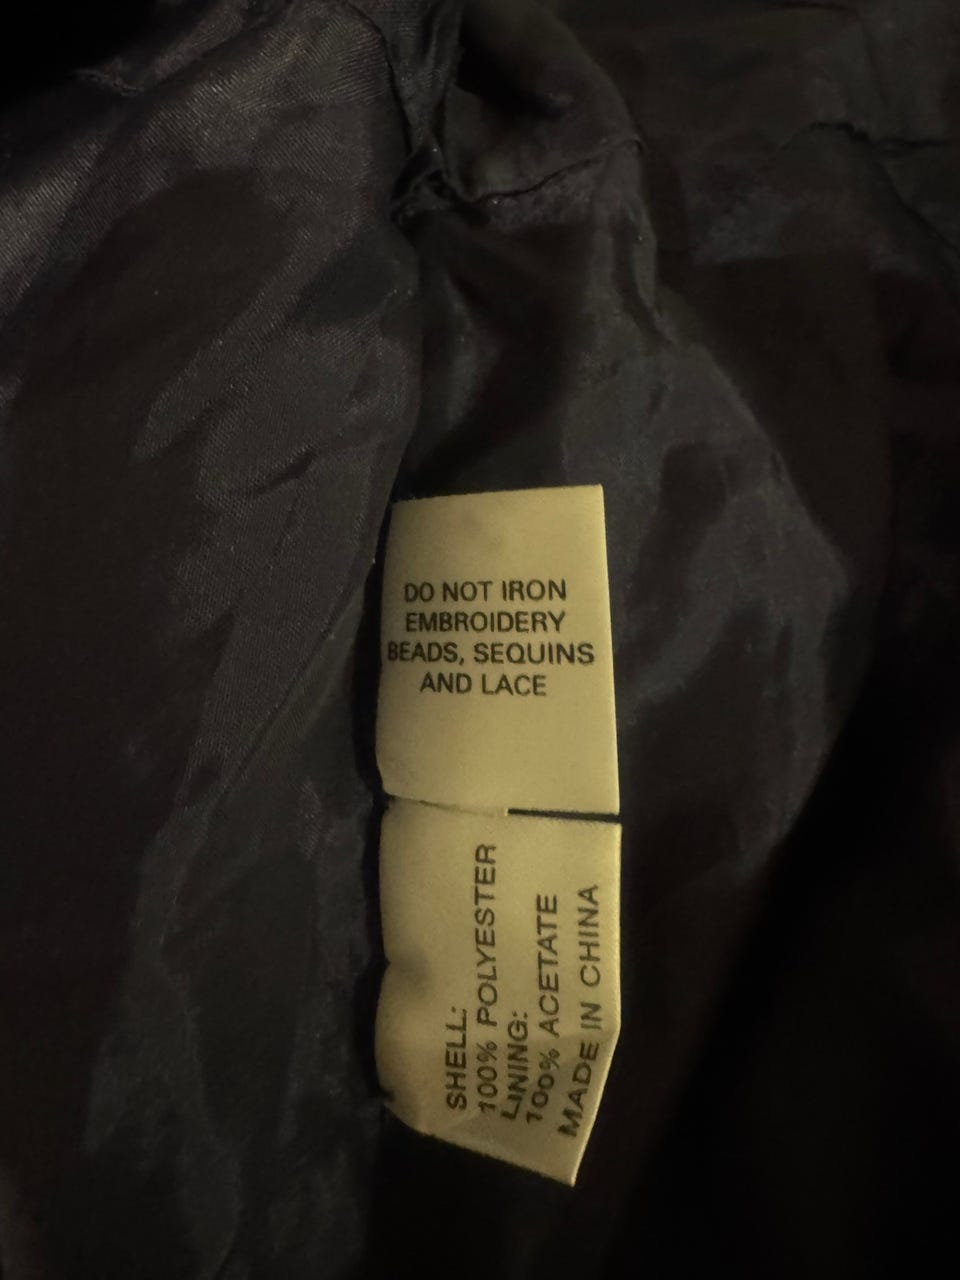 DO NOT IRON
EMBROIDERY
BEADS, SEQUINS
AND LACE
SHELL:
100% POLYESTER
LINING:
100% ACETATE
MADE IN CHINA